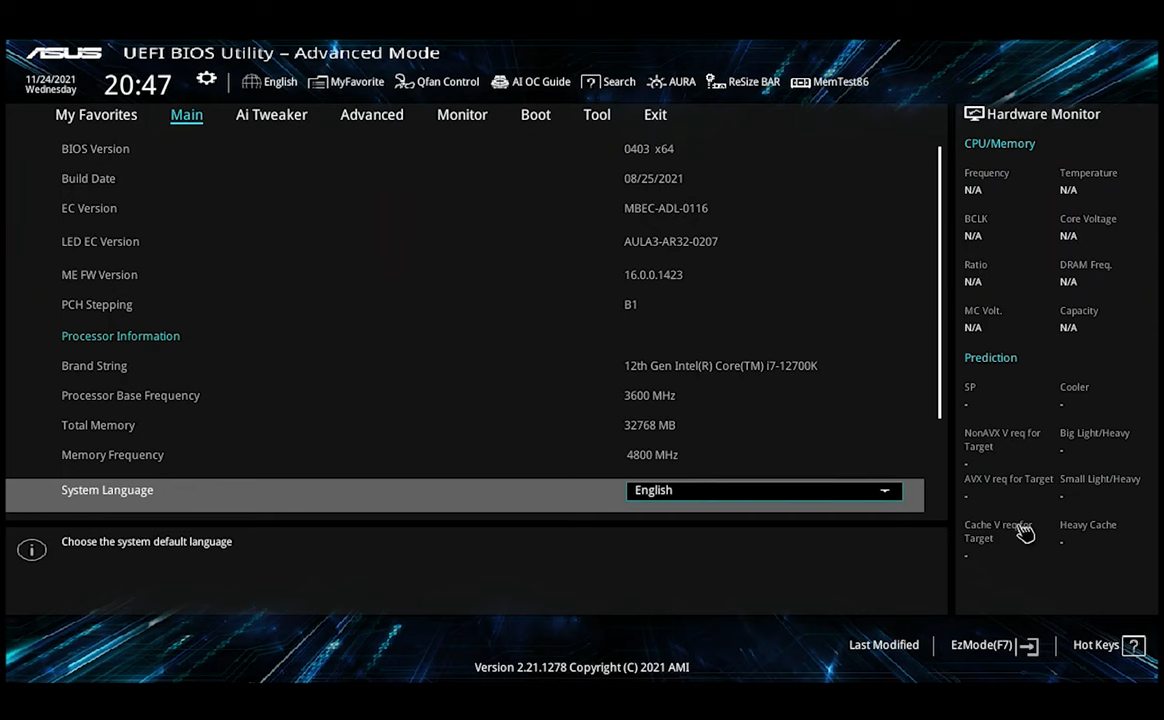 ASUS UEFI BIOS Utility – Advanced Mode
11/24/2021
Wednesday
20:47
English MyFavorite Qfan Control AI OC Guide ? Search AURA ReSize BAR MemTest86
My Favorites Main Ai Tweaker Advanced Monitor Boot Tool Exit
BIOS Version 0403 x64
Build Date 08/25/2021
EC Version MBEC-ADL-0116
LED EC Version AULA3-AR32-0207
ME FW Version 16.0.0.1423
PCH Stepping B1
Processor Information
Brand String 12th Gen Intel(R) Core(TM) i7-12700K
Processor Base Frequency 3600 MHz
Total Memory 32768 MB
Memory Frequency 4800 MHz
System Language English
i Choose the system default language
Hardware Monitor
CPU/Memory
Frequency Temperature
N/A N/A
BCLK Core Voltage
N/A N/A
Ratio DRAM Freq.
N/A N/A
MC Volt. Capacity
N/A N/A
Prediction
SP Cooler
- -
NonAVX V req for Big Light/Heavy
Target -
-
AVX V req for Target Small Light/Heavy
- -
Cache V req for Heavy Cache
Target -
-
Last Modified EzMode(F7) Hot Keys ?
Version 2.21.1278 Copyright (C) 2021 AMI